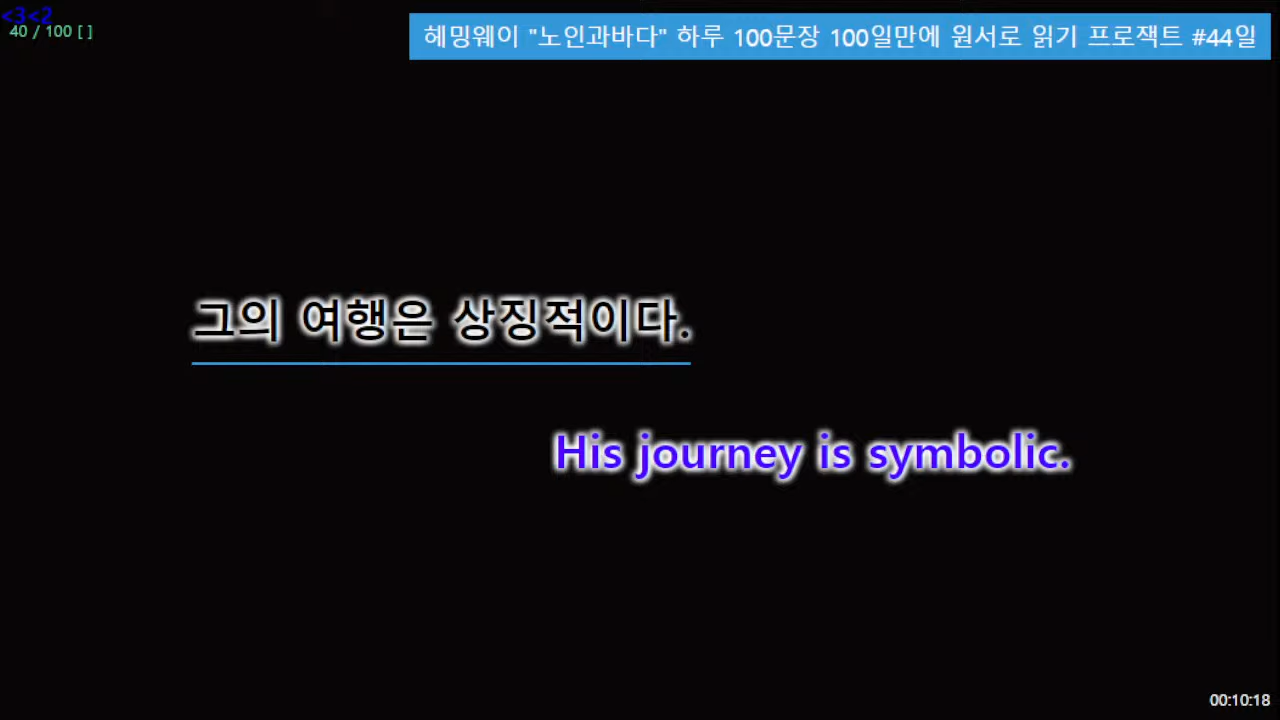 <3<2
40 / 100 [ ]
헤밍웨이 "노인과바다" 하루 100문장 100일만에 원서로 읽기 프로잭트 #44일
그의 여행은 상징적이다.
His journey is symbolic.
00:10:18